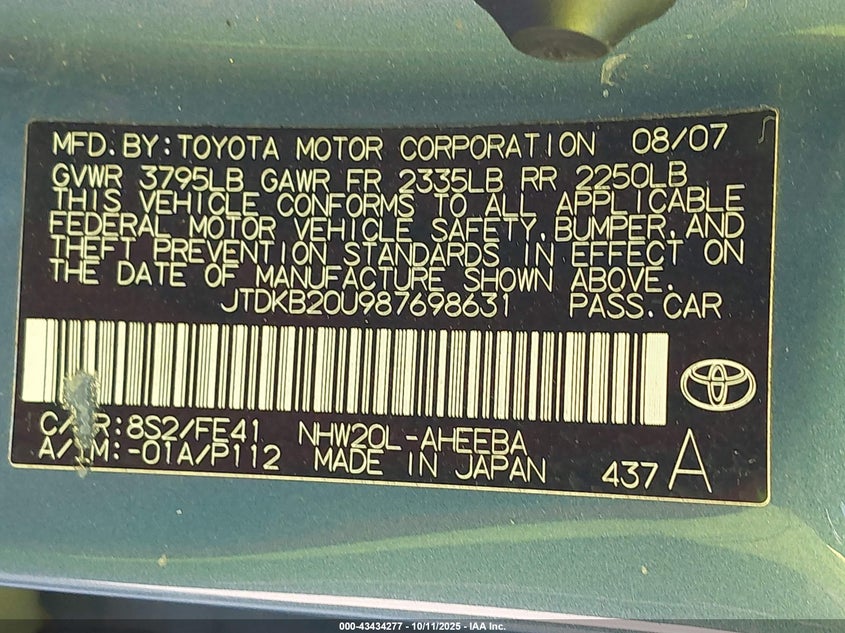 MFD.BY:TOYOTA MOTOR CORPORATION 08/07
GVWR 3795LB GAWR FR 2335LB RR 2250LB
THIS VEHICLE CONFORMS TO ALL APPLICABLE
FEDERAL MOTOR VEHICLE SAFETY,BUMPER,AND
THEFT PREVENTION STANDARDS IN EFFECT ON
THE DATE OF MANUFACTURE SHOWN ABOVE.
JTDKB20U987698631 PASS.CAR
C/TR:8S2/FE41 NHW20L-AHEEBA
A/TM:-01A/P112 MADE IN JAPAN 437 A
000-43434277 - 10/11/2025 - IAA Inc.